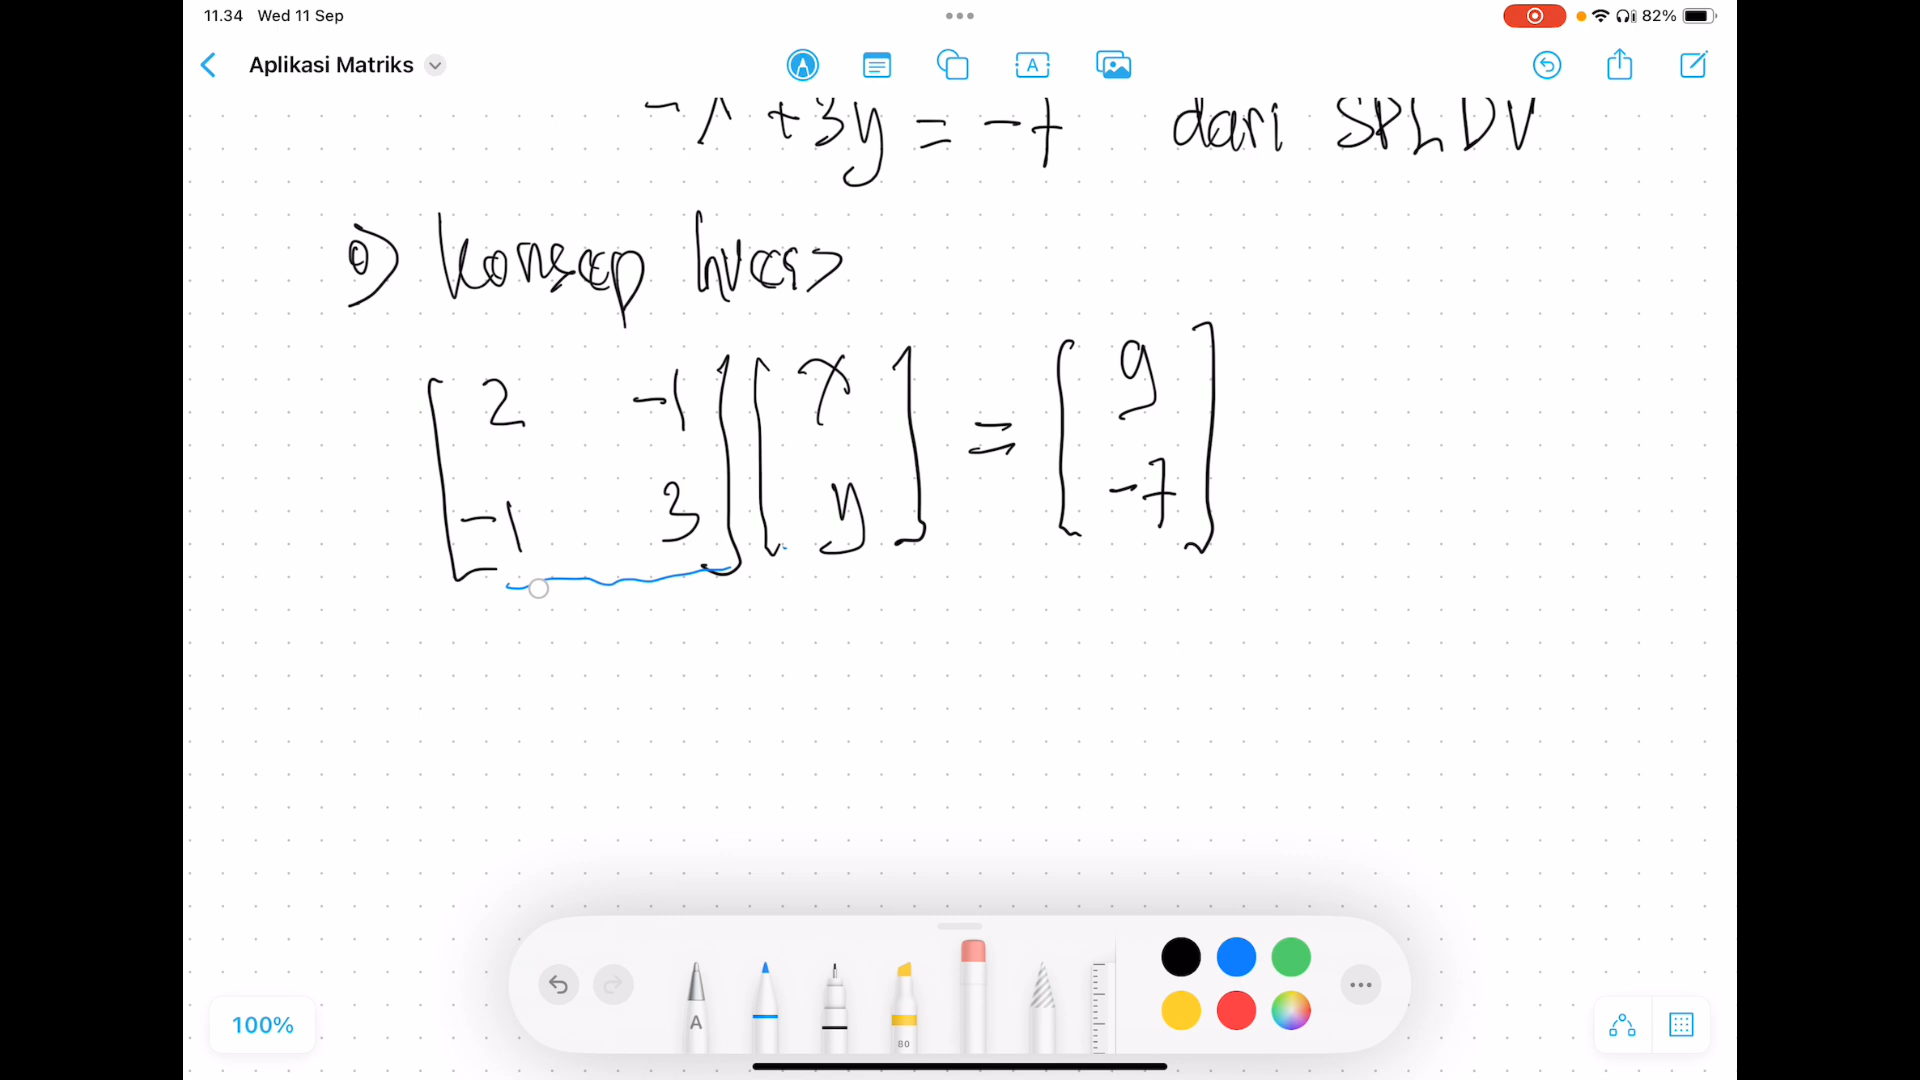 11.34 Wed 11 Sep
82%
Aplikasi Matriks
A
-x +3y = -7 dari SPLDV
o) Konsep Invers
[ 2 -1 ] [ x ] = [ 9 ]
[ -1 3 ] [ y ] [ -7 ]
A
80
100%